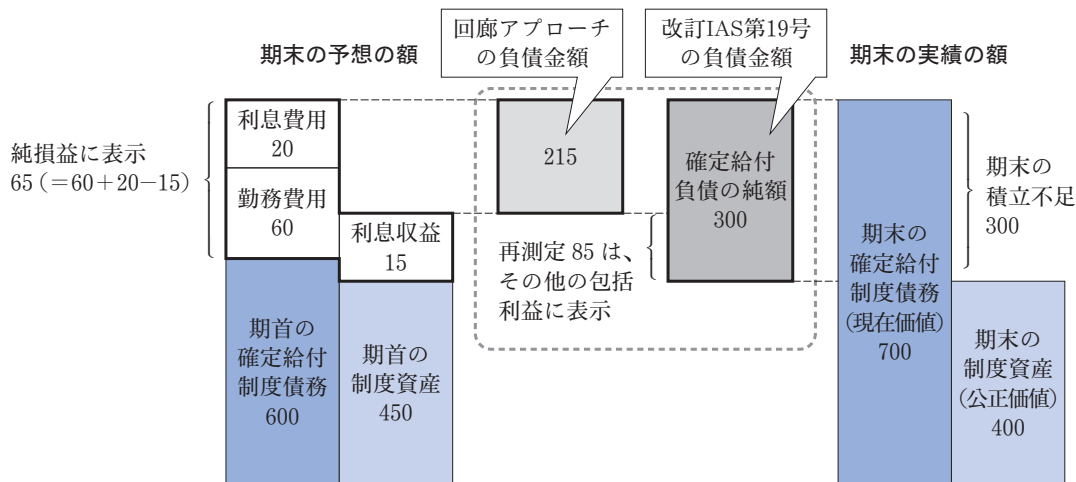 期末の予想の額
回廊アプローチ
の負債金額
改訂IAS第19号
の負債金額
期末の実績の額
純損益に表示
65（＝60＋20－15）
利息費用
20
勤務費用
60
利息収益
15
期首の
確定給付
制度債務
600
期首の
制度資産
450
215
確定給付
負債の純額
300
再測定 85 は、
その他の包括
利益に表示
期末の
確定給付
制度債務
(現在価値)
700
期末の
積立不足
300
期末の
制度資産
(公正価値)
400